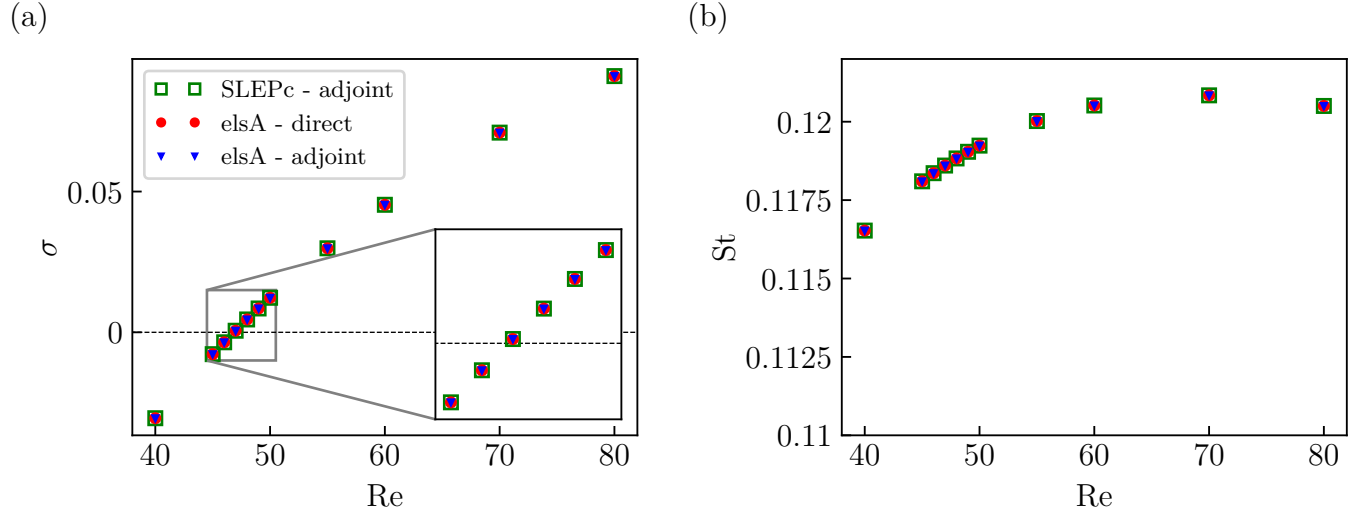 (a)
SLEPc - adjoint
elsA - direct
elsA - adjoint
0.05
0
σ
40 50 60 70 80
Re
(b)
0.12
0.1175
0.115
0.1125
0.11
St
40 50 60 70 80
Re